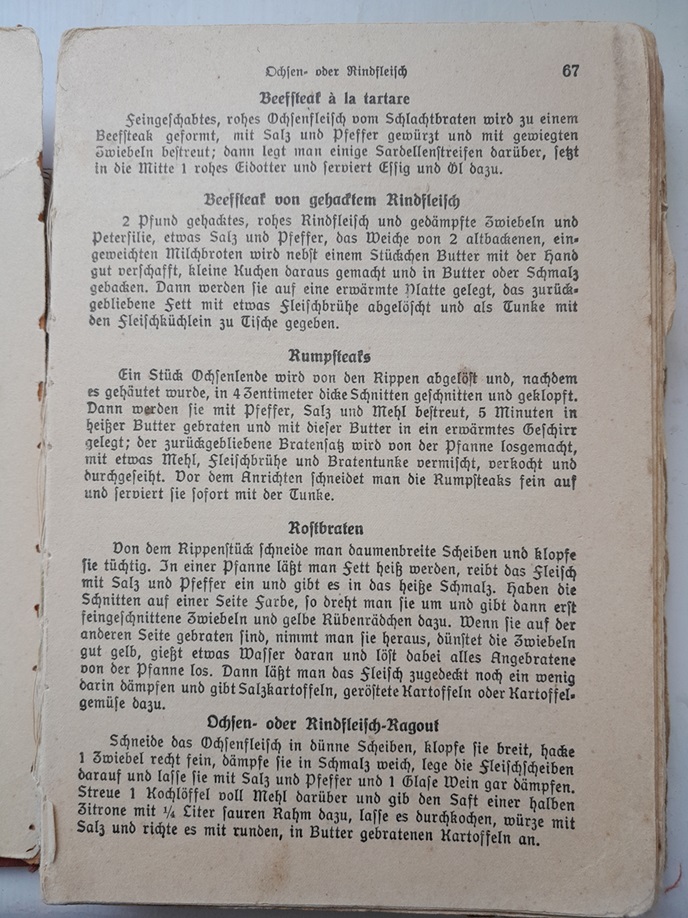 Ochsen- oder Rindfleisch 67
Beefsteak à la tartare
Feingeschabtes, rohes Ochsenfleisch vom Schlachtbraten wird zu einem
Beefsteak geformt, mit Salz und Pfeffer gewürzt und mit gewiegten
Zwiebeln bestreut; dann legt man einige Sardellenstreifen darüber, setzt
in die Mitte 1 rohes Eidotter und serviert Essig und Öl dazu.
Beefsteak von gehacktem Rindfleisch
2 Pfund gehacktes, rohes Rindfleisch und gedämpfte Zwiebeln und
Petersilie, etwas Salz und Pfeffer, das Weiche von 2 altbackenen, ein-
geweichten Milchbroten wird nebst einem Stückchen Butter mit der Hand
gut verschafft, kleine Kuchen daraus gemacht und in Butter oder Schmalz
gebacken. Dann werden sie auf eine erwärmte Platte gelegt, das zurück-
gebliebene Fett mit etwas Fleischbrühe abgelöscht und als Tunke mit
den Fleischküchlein zu Tische gegeben.
Rumpsteaks
Ein Stück Ochsenlende wird von den Rippen abgelöst und, nachdem
es gehäutet wurde, in 4 Zentimeter dicke Schnitten geschnitten und geklopft.
Dann werden sie mit Pfeffer, Salz und Mehl bestreut, 5 Minuten in
heißer Butter gebraten und mit dieser Butter in ein erwärmtes Geschirr
gelegt; der zurückgebliebene Bratensatz wird von der Pfanne losgemacht,
mit etwas Mehl, Fleischbrühe und Bratentunke vermischt, verkocht und
durchgeseiht. Vor dem Anrichten schneidet man die Rumpsteaks fein auf
und serviert sie sofort mit der Tunke.
Rostbraten
Von dem Rippenstück schneide man daumenbreite Scheiben und klopfe
sie tüchtig. In einer Pfanne läßt man Fett heiß werden, reibt das Fleisch
mit Salz und Pfeffer ein und gibt es in das heiße Schmalz. Haben die
Schnitten auf einer Seite Farbe, so dreht man sie um und gibt dann erst
feingeschnittene Zwiebeln und gelbe Rübenrädchen dazu. Wenn sie auf der
anderen Seite gebraten sind, nimmt man sie heraus, dünstet die Zwiebeln
gut gelb, gießt etwas Wasser daran und löst dabei alles Angebratene
von der Pfanne los. Dann läßt man das Fleisch zugedeckt noch ein wenig
darin dämpfen und gibt Salzkartoffeln, geröstete Kartoffeln oder Kartoffel-
gemüse dazu.
Ochsen- oder Rindfleisch-Ragout
Schneide das Ochsenfleisch in dünne Scheiben, klopfe sie breit, hacke
1 Zwiebel recht fein, dämpfe sie in Schmalz weich, lege die Fleischscheiben
darauf und lasse sie mit Salz und Pfeffer und 1 Glase Wein gar dämpfen.
Streue 1 Kochlöffel voll Mehl darüber und gib den Saft einer halben
Zitrone mit ¼ Liter sauren Rahm dazu, lasse es durchkochen, würze mit
Salz und richte es mit runden, in Butter gebratenen Kartoffeln an.